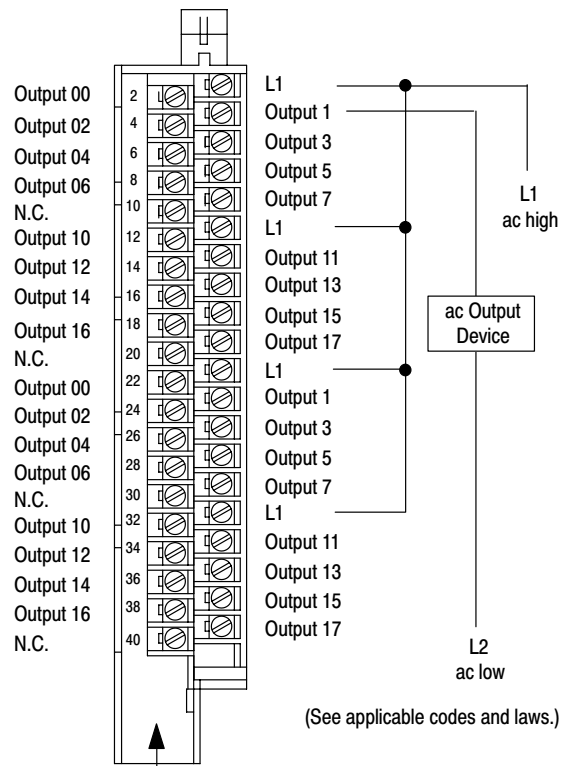 L1
Output 00 2
Output 1
Output 02 4
Output 3
Output 04 6
Output 5
Output 06 8
Output 7
N.C. 10
L1
Output 10 12
Output 11
Output 12 14
Output 13
Output 14 16
Output 15
Output 16 18
Output 17
N.C. 20
L1
Output 00 22
Output 1
Output 02 24
Output 3
Output 04 26
Output 5
Output 06 28
Output 7
N.C. 30
L1
Output 10 32
Output 11
Output 12 34
Output 13
Output 14 36
Output 15
Output 16 38
Output 17
N.C. 40
L1
ac high
ac Output
Device
L2
ac low
(See applicable codes and laws.)